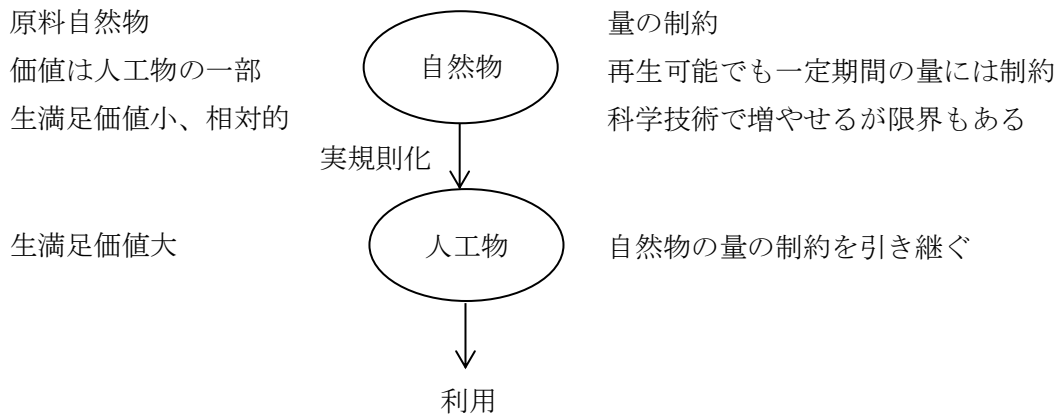 原料自然物
価値は人工物の一部
生満足価値小、相対的
自然物
量の制約
再生可能でも一定期間の量には制約
科学技術で増やせるが限界もある
実規則化
生満足価値大
人工物
自然物の量の制約を引き継ぐ
利用